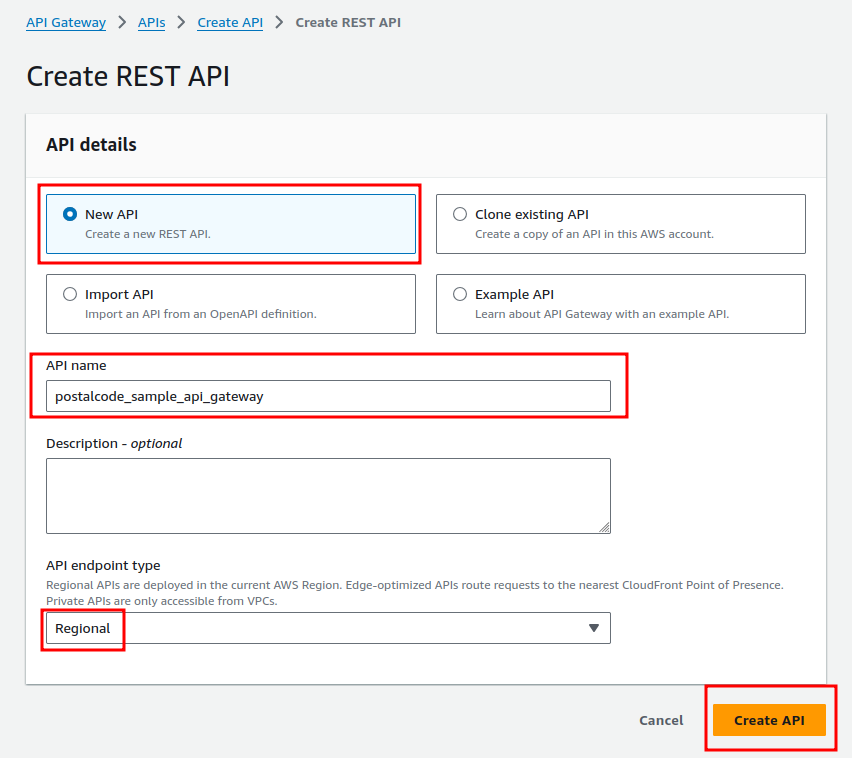 API Gateway > APIs > Create API > Create REST API
Create REST API
API details
New API
Create a new REST API.
Clone existing API
Create a copy of an API in this AWS account.
Import API
Import an API from an OpenAPI definition.
Example API
Learn about API Gateway with an example API.
API name
postalcode_sample_api_gateway
Description - optional
API endpoint type
Regional APIs are deployed in the current AWS Region. Edge-optimized APIs route requests to the nearest CloudFront Point of Presence.
Private APIs are only accessible from VPCs.
Regional
Cancel
Create API